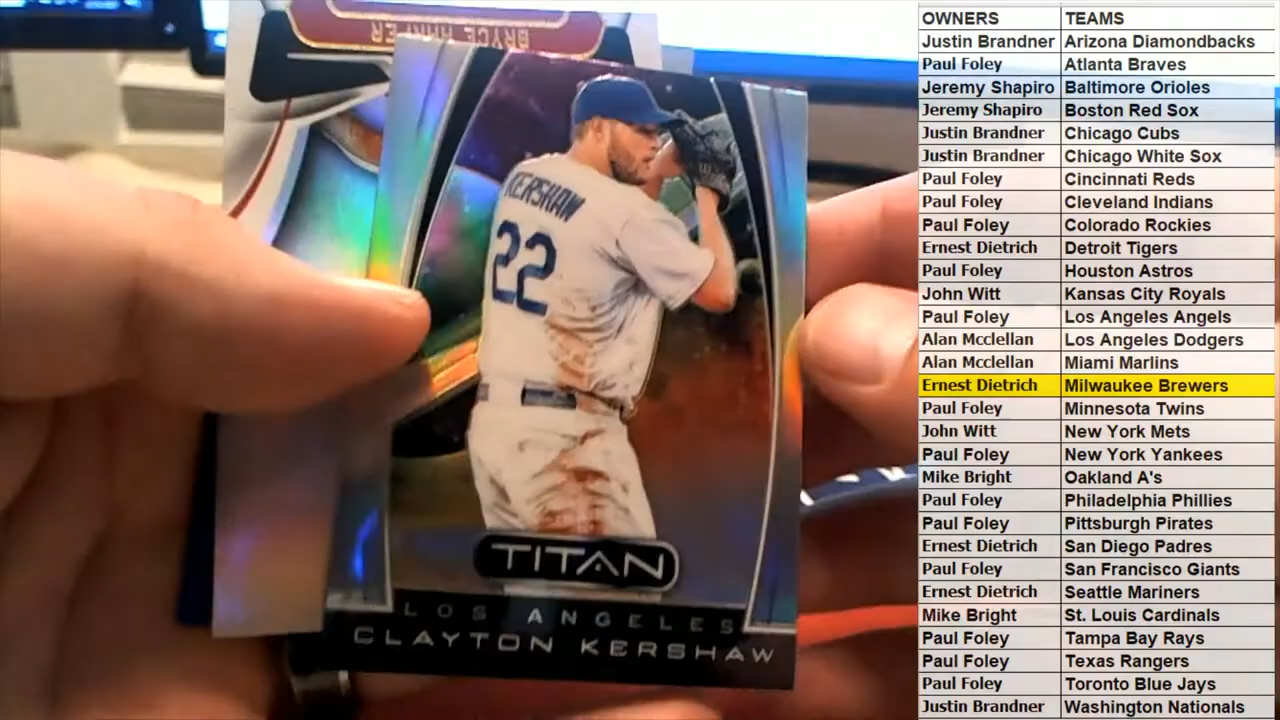 BRYCE HARPER
KERSHAW
22
TITAN
LOS ANGELES
CLAYTON KERSHAW
OWNERS TEAMS
Justin Brandner Arizona Diamondbacks
Paul Foley Atlanta Braves
Jeremy Shapiro Baltimore Orioles
Jeremy Shapiro Boston Red Sox
Justin Brandner Chicago Cubs
Justin Brandner Chicago White Sox
Paul Foley Cincinnati Reds
Paul Foley Cleveland Indians
Paul Foley Colorado Rockies
Ernest Dietrich Detroit Tigers
Paul Foley Houston Astros
John Witt Kansas City Royals
Paul Foley Los Angeles Angels
Alan Mcclellan Los Angeles Dodgers
Alan Mcclellan Miami Marlins
Ernest Dietrich Milwaukee Brewers
Paul Foley Minnesota Twins
John Witt New York Mets
Paul Foley New York Yankees
Mike Bright Oakland A's
Paul Foley Philadelphia Phillies
Paul Foley Pittsburgh Pirates
Ernest Dietrich San Diego Padres
Paul Foley San Francisco Giants
Ernest Dietrich Seattle Mariners
Mike Bright St. Louis Cardinals
Paul Foley Tampa Bay Rays
Paul Foley Texas Rangers
Paul Foley Toronto Blue Jays
Justin Brandner Washington Nationals